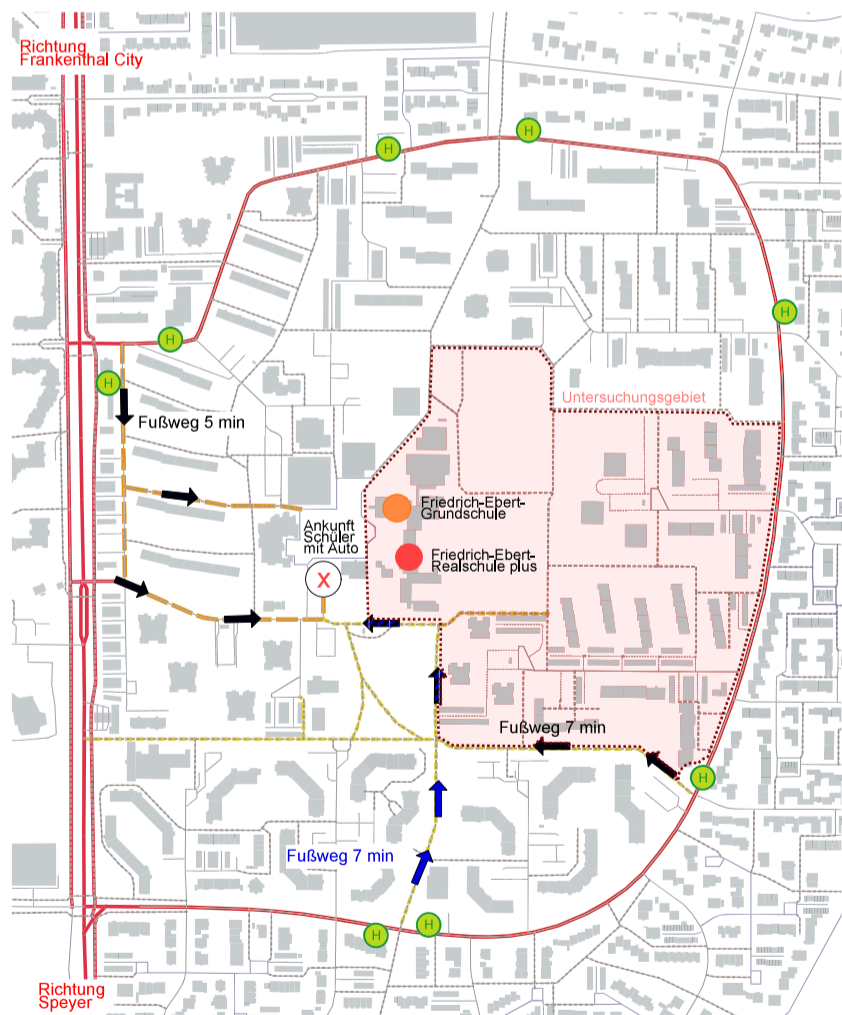 Richtung
Frankenthal City
H
H
H
H
H
Untersuchungsgebiet
Fußweg 5 min
Friedrich-Ebert-
Grundschule
Ankunft
Schüler
mit Auto
Friedrich-Ebert-
Realschule plus
X
Fußweg 7 min
H
Fußweg 7 min
H
H
Richtung
Speyer